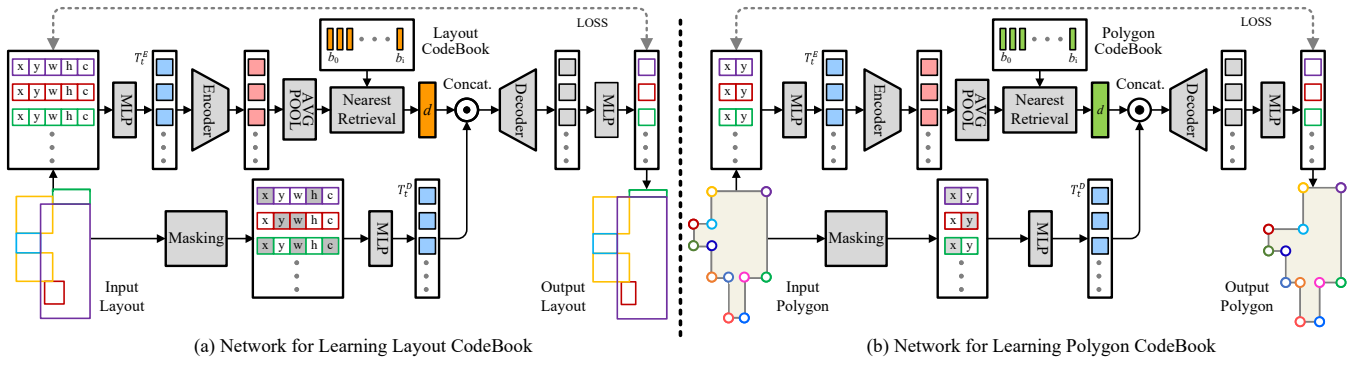 LOSS
Layout
CodeBook
b0 b1
x y w h c
x y w h c
x y w h c
T_t^E
MLP
Encoder
AVG
POOL
Nearest
Retrieval
d
Concat.
Decoder
MLP
Input
Layout
Masking
x y w h c
x y w h c
x y w h c
MLP
T_t^D
Output
Layout
(a) Network for Learning Layout CodeBook
LOSS
Polygon
CodeBook
b0 bi
x y
x y
x y
T_t^E
MLP
Encoder
AVG
POOL
Nearest
Retrieval
d
Concat.
Decoder
MLP
Input
Polygon
Masking
x y
x y
x y
MLP
T_t^D
Output
Polygon
(b) Network for Learning Polygon CodeBook